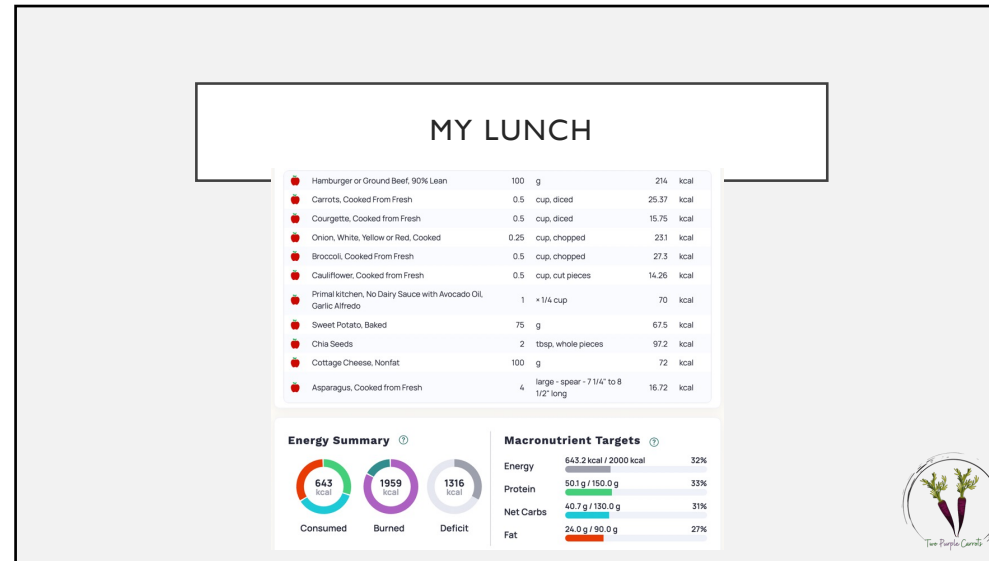 MY LUNCH
Hamburger or Ground Beef, 90% Lean 100 g 214 kcal
Carrots, Cooked From Fresh 0.5 cup, diced 25.37 kcal
Courgette, Cooked from Fresh 0.5 cup, diced 15.75 kcal
Onion, White, Yellow or Red, Cooked 0.25 cup, chopped 23.1 kcal
Broccoli, Cooked From Fresh 0.5 cup, chopped 27.3 kcal
Cauliflower, Cooked from Fresh 0.5 cup, cut pieces 14.26 kcal
Primal kitchen, No Dairy Sauce with Avocado Oil,
Garlic Alfredo 1 × 1/4 cup 70 kcal
Sweet Potato, Baked 75 g 67.5 kcal
Chia Seeds 2 tbsp, whole pieces 97.2 kcal
Cottage Cheese, Nonfat 100 g 72 kcal
Asparagus, Cooked from Fresh 4 large - spear - 7 1/4" to 8
1/2" long 16.72 kcal
Energy Summary ?
643
kcal
Consumed
1959
kcal
Burned
1316
kcal
Deficit
Macronutrient Targets ?
Energy 643.2 kcal / 2000 kcal 32%
Protein 50.1 g / 150.0 g 33%
Net Carbs 40.7 g / 130.0 g 31%
Fat 24.0 g / 90.0 g 27%
Two Purple Carrots